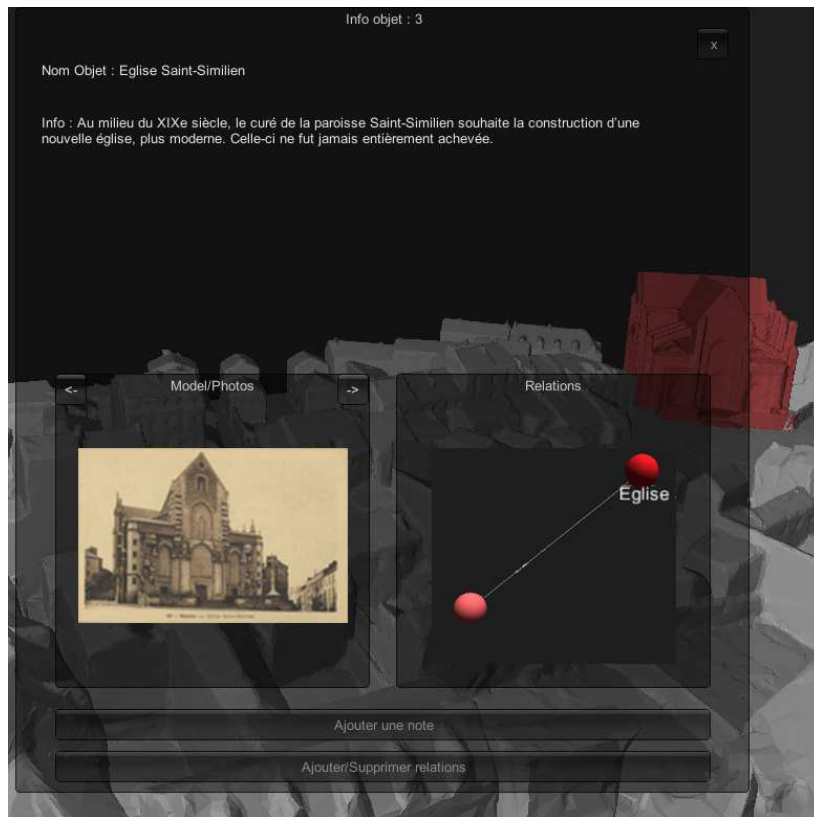 Info objet : 3
x
Nom Objet : Eglise Saint-Similien
Info : Au milieu du XIXe siècle, le curé de la paroisse Saint-Similien souhaite la construction d'une
nouvelle église, plus moderne. Celle-ci ne fut jamais entièrement achevée.
<- Model/Photos ->
Relations
Église
Ajouter une note
Ajouter/Supprimer relations